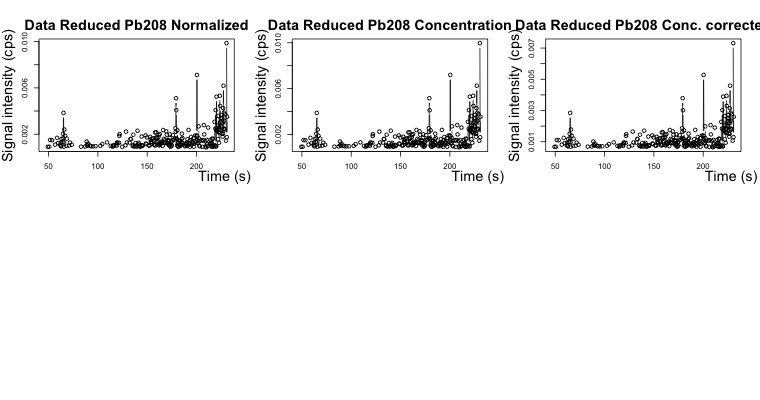 Data Reduced Pb208 Normalized
Signal intensity (cps)
0.002 0.006 0.010
50 100 150 200
Time (s)
Data Reduced Pb208 Concentration
Signal intensity (cps)
0.002 0.006 0.010
50 100 150 200
Time (s)
Data Reduced Pb208 Conc. correcte
Signal intensity (cps)
0.001 0.003 0.005 0.007
50 100 150 200
Time (s)